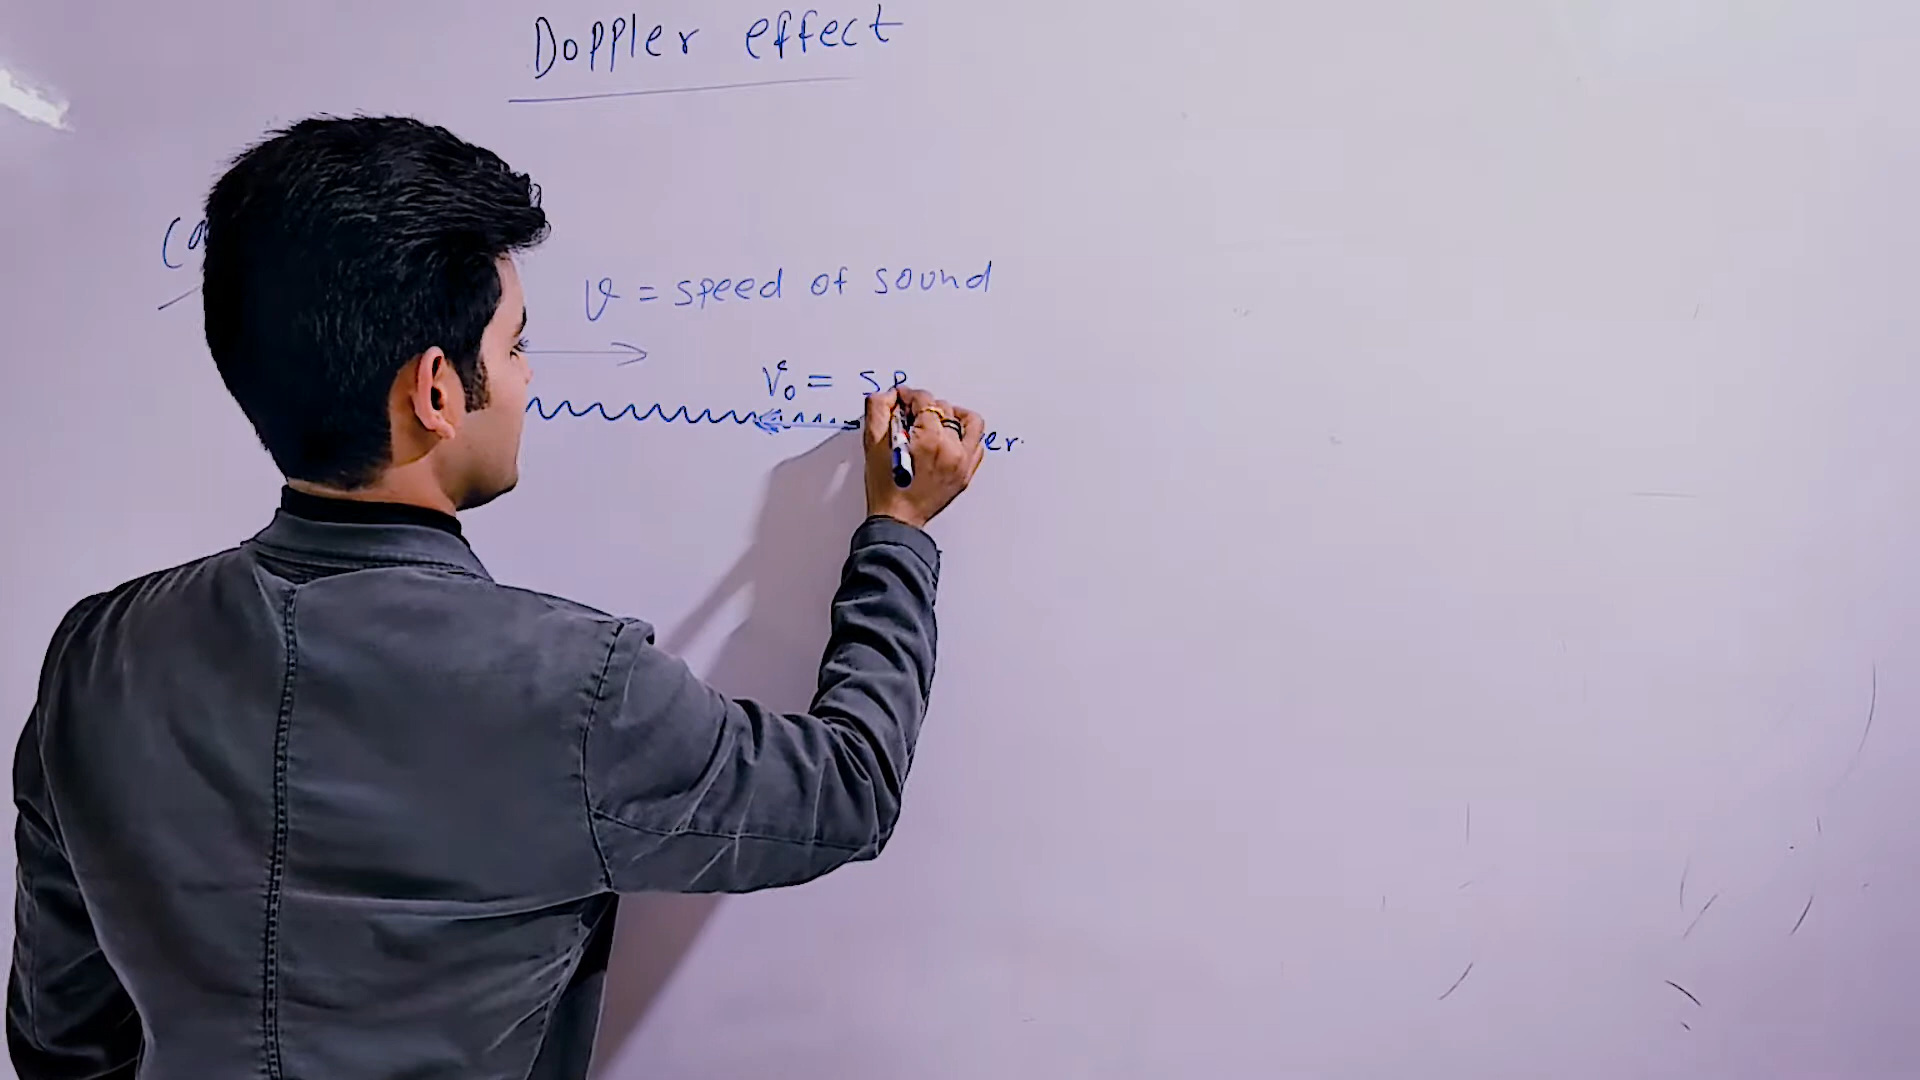 Doppler effect
v = speed of sound
v₀ = sp
er.